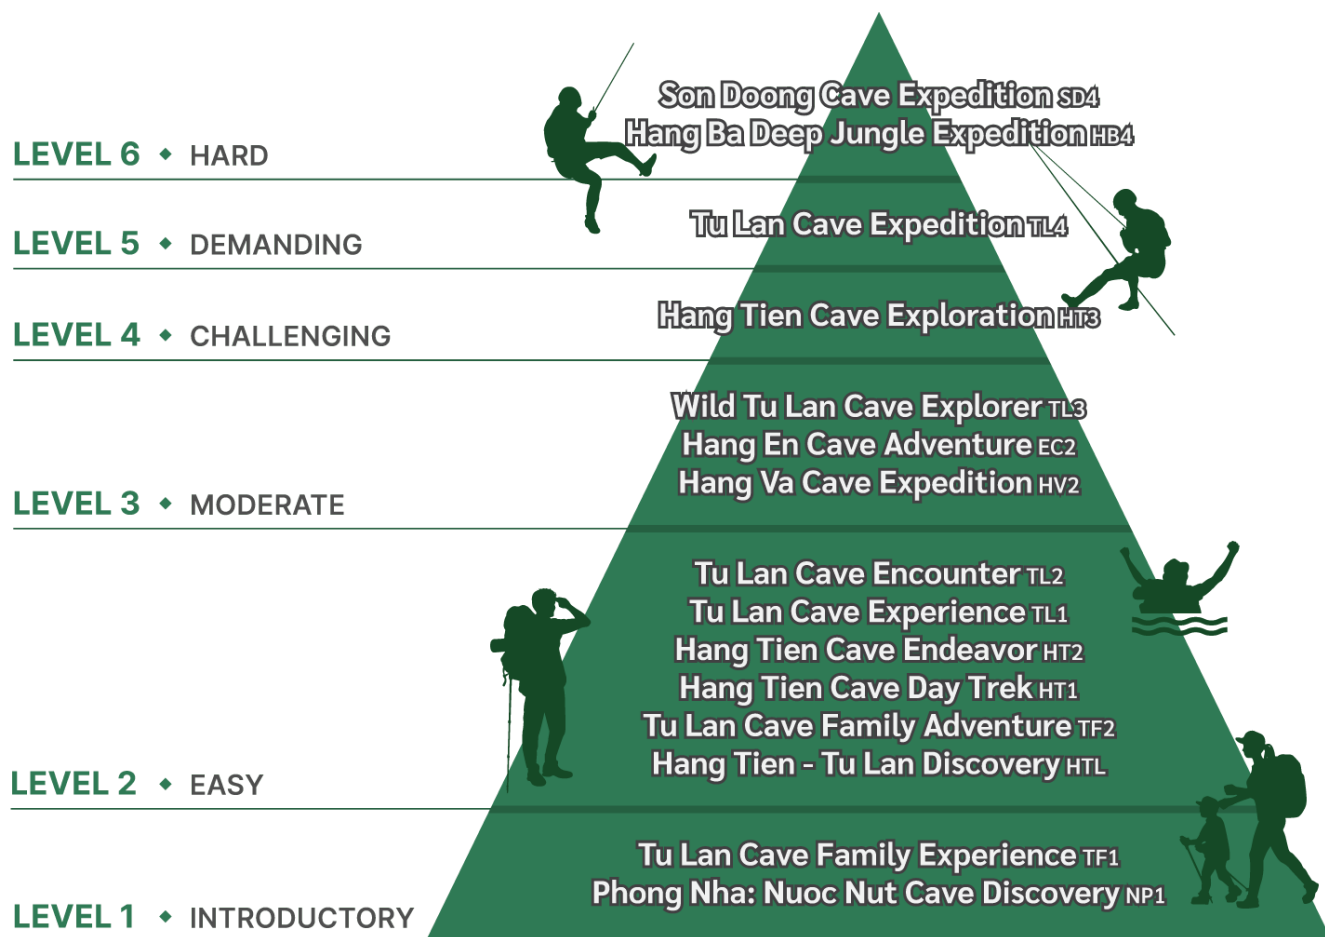 Son Doong Cave Expedition SD4
Hang Ba Deep Jungle Expedition HB4
LEVEL 6 ◆ HARD
Tu Lan Cave Expedition TL4
LEVEL 5 ◆ DEMANDING
Hang Tien Cave Exploration HT3
LEVEL 4 ◆ CHALLENGING
Wild Tu Lan Cave Explorer TL3
Hang En Cave Adventure EC2
Hang Va Cave Expedition HV2
LEVEL 3 ◆ MODERATE
Tu Lan Cave Encounter TL2
Tu Lan Cave Experience TL1
Hang Tien Cave Endeavor HT2
Hang Tien Cave Day Trek HT1
Tu Lan Cave Family Adventure TF2
Hang Tien - Tu Lan Discovery HTL
LEVEL 2 ◆ EASY
Tu Lan Cave Family Experience TF1
Phong Nha: Nuoc Nut Cave Discovery NP1
LEVEL 1 ◆ INTRODUCTORY